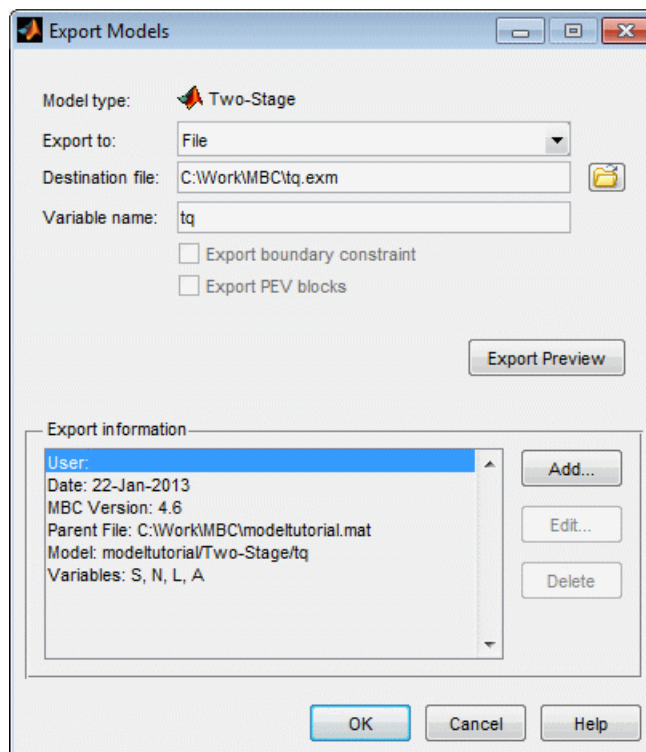 Export Models
Model type: Two-Stage
Export to: File
Destination file: C:\Work\MBC\tq.exm
Variable name: tq
Export boundary constraint
Export PEV blocks
Export Preview
Export information
User:
Date: 22-Jan-2013
MBC Version: 4.6
Parent File: C:\Work\MBC\modeltutorial.mat
Model: modeltutorial/Two-Stage/tq
Variables: S, N, L, A
Add...
Edit...
Delete
OK Cancel Help